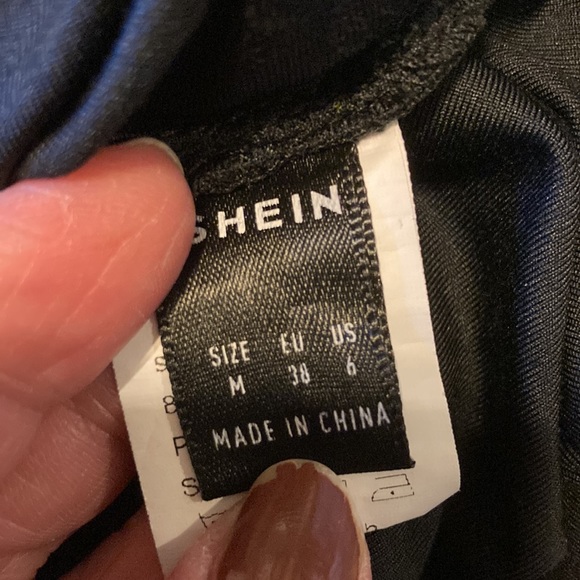 SHEIN
SIZE EU US
M 38 6
MADE IN CHINA